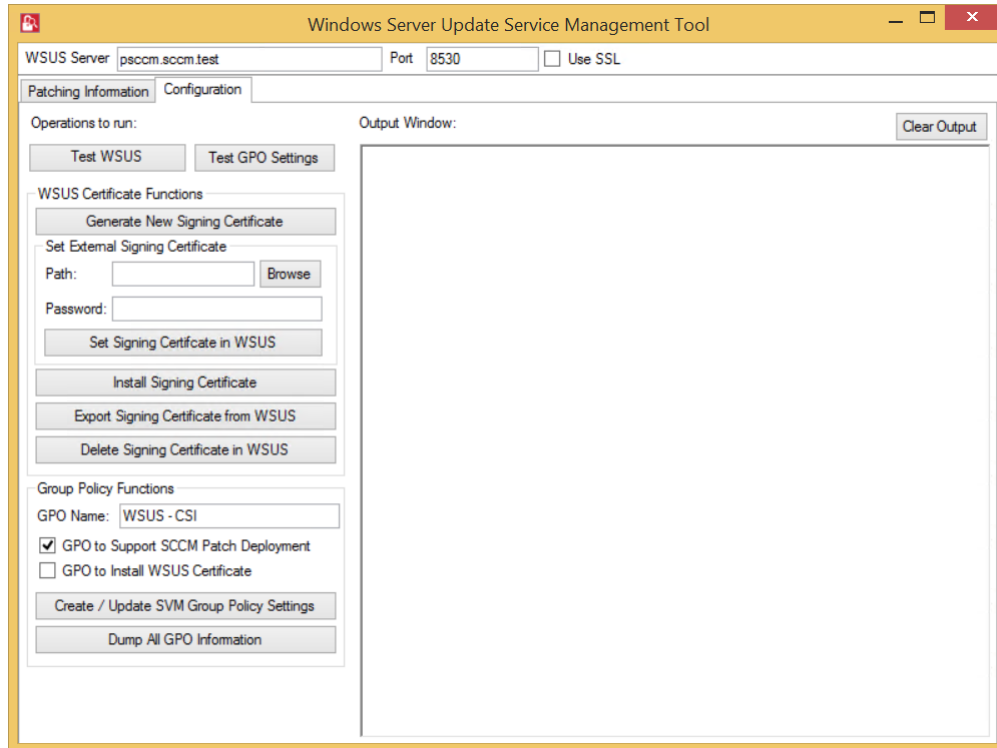 Windows Server Update Service Management Tool
WSUS Server psccm.sccm.test Port 8530 Use SSL
Patching Information Configuration
Operations to run: Output Window: Clear Output
Test WSUS Test GPO Settings
WSUS Certificate Functions
Generate New Signing Certificate
Set External Signing Certificate
Path: Browse
Password:
Set Signing Certifcate in WSUS
Install Signing Certificate
Export Signing Certificate from WSUS
Delete Signing Certificate in WSUS
Group Policy Functions
GPO Name: WSUS - CSI
GPO to Support SCCM Patch Deployment
GPO to Install WSUS Certificate
Create / Update SVM Group Policy Settings
Dump All GPO Information